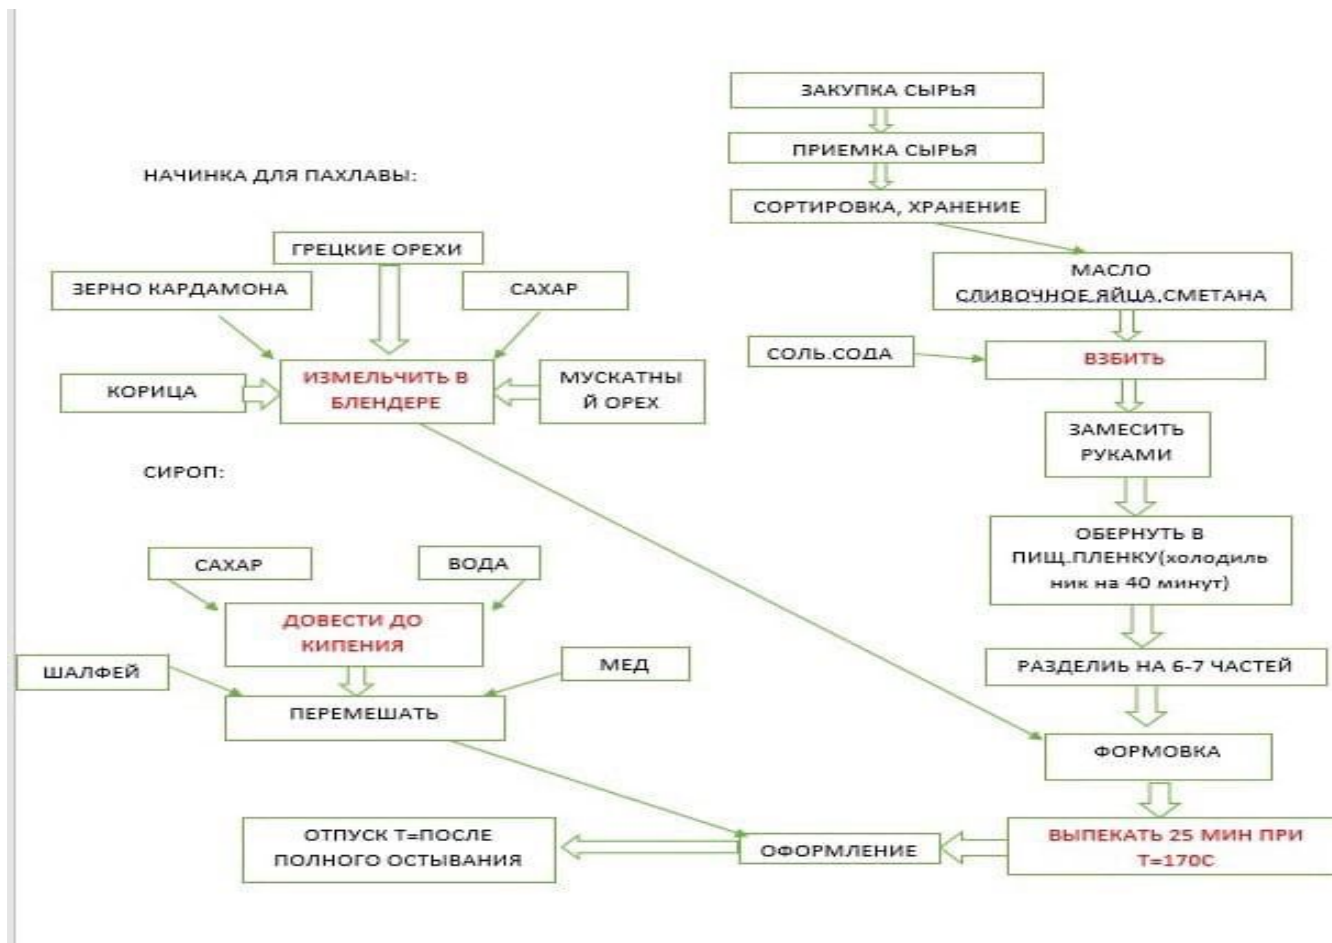 ЗАКУПКА СЫРЬЯ
ПРИЕМКА СЫРЬЯ
СОРТИРОВКА, ХРАНЕНИЕ
МАСЛО
СЛИВОЧНОЕ,ЯЙЦА,СМЕТАНА
СОЛЬ.СОДА
ВЗБИТЬ
ЗАМЕСИТЬ
РУКАМИ
ОБЕРНУТЬ В
ПИЩ.ПЛЕНКУ(холодиль
ник на 40 минут)
РАЗДЕЛИЬ НА 6-7 ЧАСТЕЙ
ФОРМОВКА
ВЫПЕКАТЬ 25 МИН ПРИ
Т=170С
ОФОРМЛЕНИЕ
ОТПУСК Т=ПОСЛЕ
ПОЛНОГО ОСТЫВАНИЯ
НАЧИНКА ДЛЯ ПАХЛАВЫ:
ГРЕЦКИЕ ОРЕХИ
ЗЕРНО КАРДАМОНА
САХАР
КОРИЦА
ИЗМЕЛЬЧИТЬ В
БЛЕНДЕРЕ
МУСКАТНЫ
Й ОРЕХ
СИРОП:
САХАР
ВОДА
ДОВЕСТИ ДО
КИПЕНИЯ
ШАЛФЕЙ
МЕД
ПЕРЕМЕШАТЬ